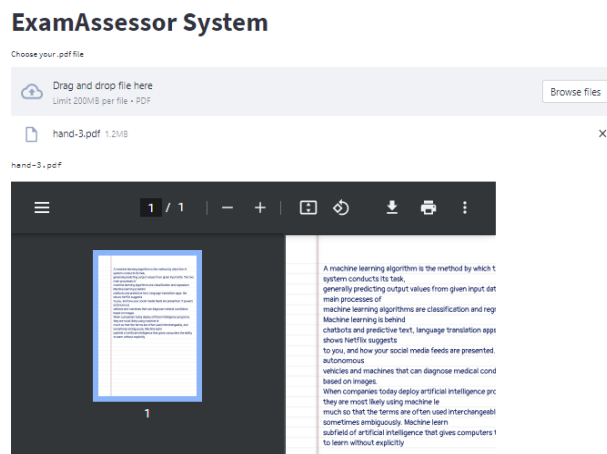 ExamAssessor System
Choose your .pdf file
Drag and drop file here
Limit 200MB per file • PDF
Browse files
hand-3.pdf 1.2MB
hand-3.pdf
1 / 1
A machine learning algorithm is the method by which t
system conducts its task,
generally predicting output values from given input dat
main processes of
machine learning algorithms are classification and regr
Machine learning is behind
chatbots and predictive text, language translation apps
shows Netflix suggests
to you, and how your social media feeds are presented.
autonomous
vehicles and machines that can diagnose medical cond
based on images.
When companies today deploy artificial intelligence pro
they are most likely using machine le
much so that the terms are often used interchangeabl
sometimes ambiguously. Machine learn
subfield of artificial intelligence that gives computers t
to learn without explicitly
1